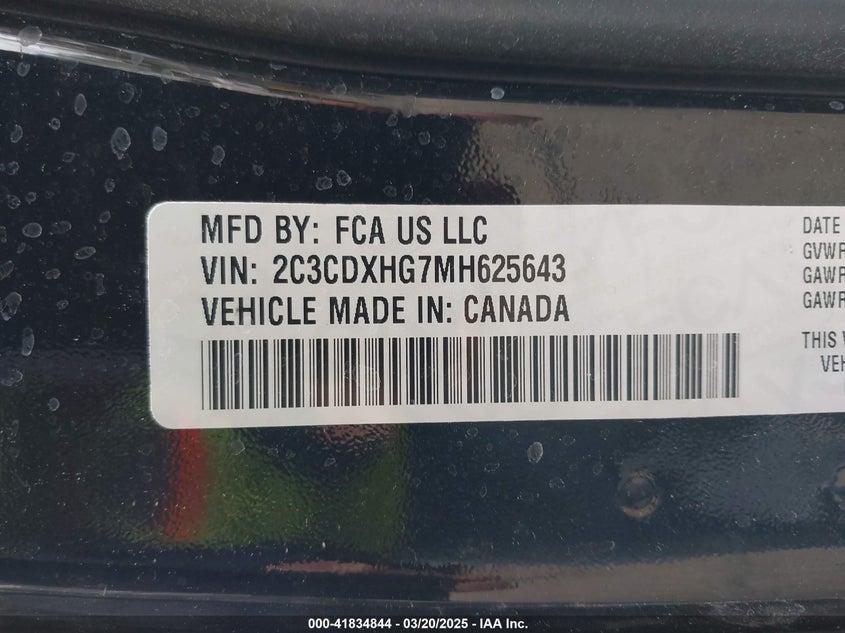 MFD BY: FCA US LLC
VIN: 2C3CDXHG7MH625643
VEHICLE MADE IN: CANADA
DATE
GVWR
GAWR
GAWR
THIS V
VEH
000-41834844 — 03/20/2025 — IAA Inc.